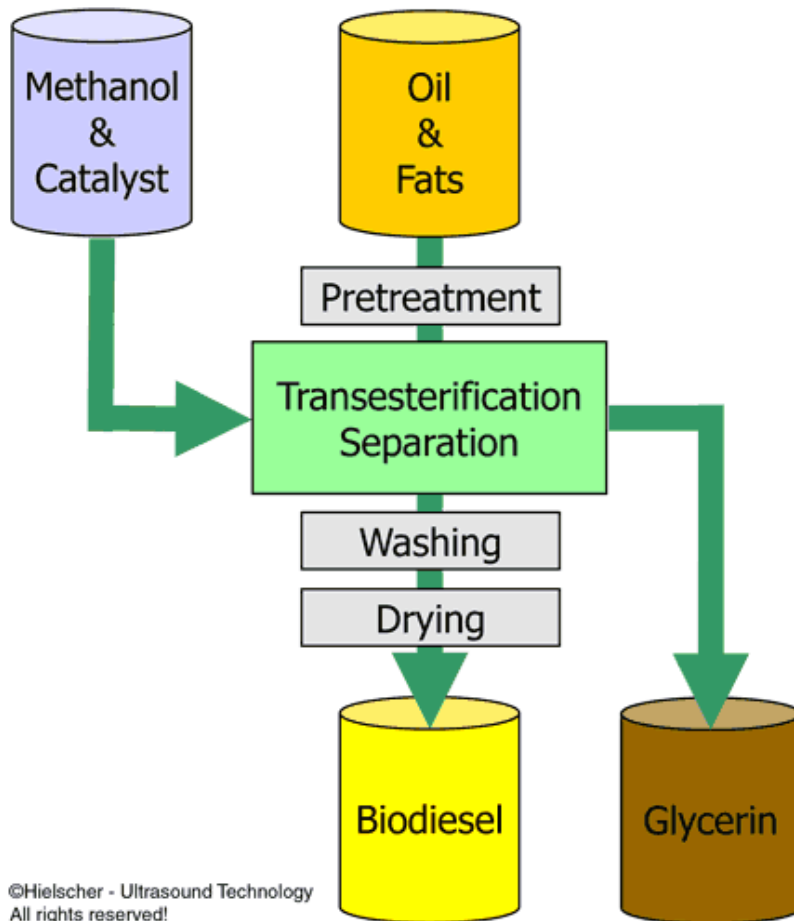 Methanol
&
Catalyst
Oil
&
Fats
Pretreatment
Transesterification
Separation
Washing
Drying
Biodiesel
Glycerin
©Hielscher - Ultrasound Technology
All rights reserved!